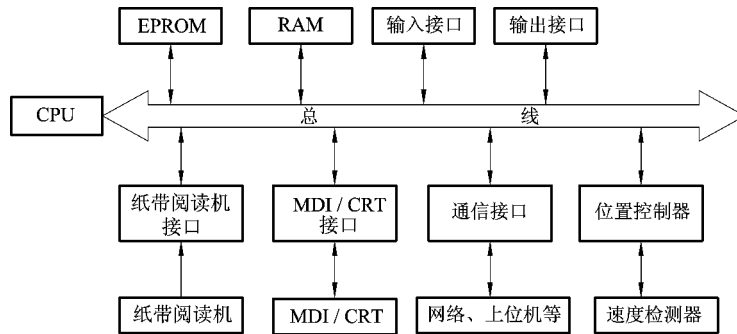 EPROM
RAM
输入接口
输出接口
CPU
总 线
纸带阅读机
接口
MDI / CRT
接口
通信接口
位置控制器
纸带阅读机
MDI / CRT
网络、上位机等
速度检测器